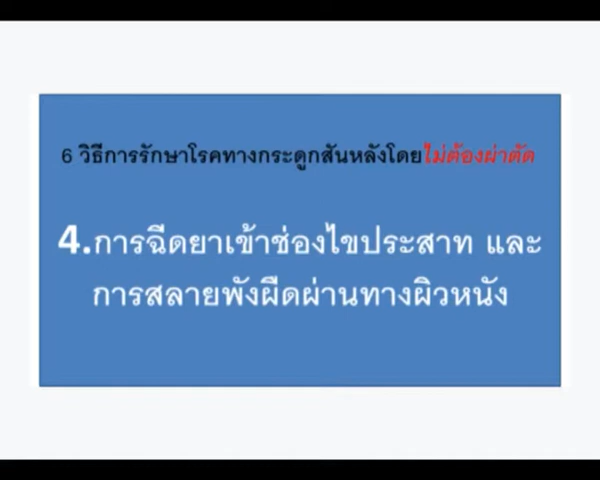 6 วิธีการรักษาโรคทางกระดูกสันหลังโดยไม่ต้องผ่าตัด
4.การฉีดยาเข้าช่องไขประสาท และ
การสลายพังผืดผ่านทางผิวหนัง